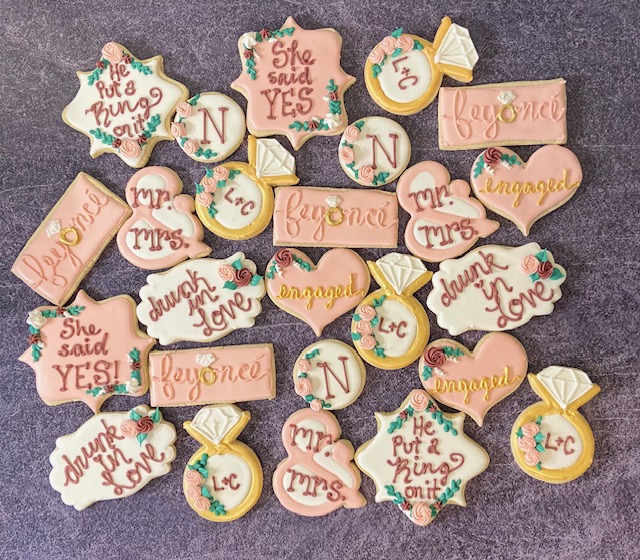 He
Put a
Ring
on it
She
said
YES
L+C
feyoncé
N
N
engaged
L+C
mr.
&
mrs.
feyoncé
feyoncé
mr.
&
mrs.
drunk
in
Love
engaged
drunk
in
Love
She
said
YES!
L+C
feyoncé
N
engaged
L+C
drunk
in
Love
L+C
mr.
&
mrs.
He
Put a
Ring
on it